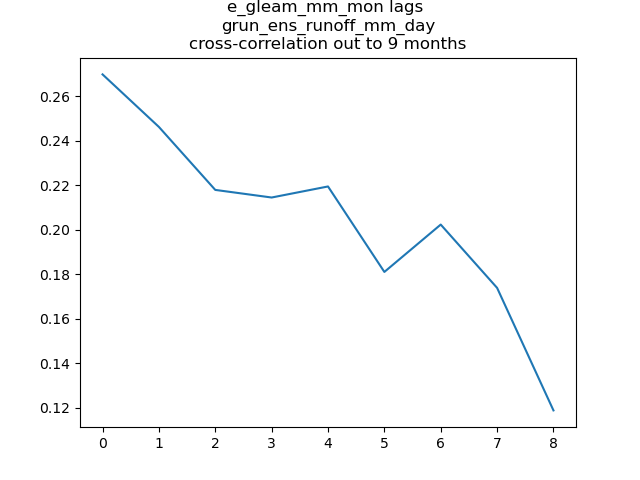 e_gleam_mm_mon lags
grun_ens_runoff_mm_day
cross-correlation out to 9 months
0.26
0.24
0.22
0.20
0.18
0.16
0.14
0.12
0 1 2 3 4 5 6 7 8